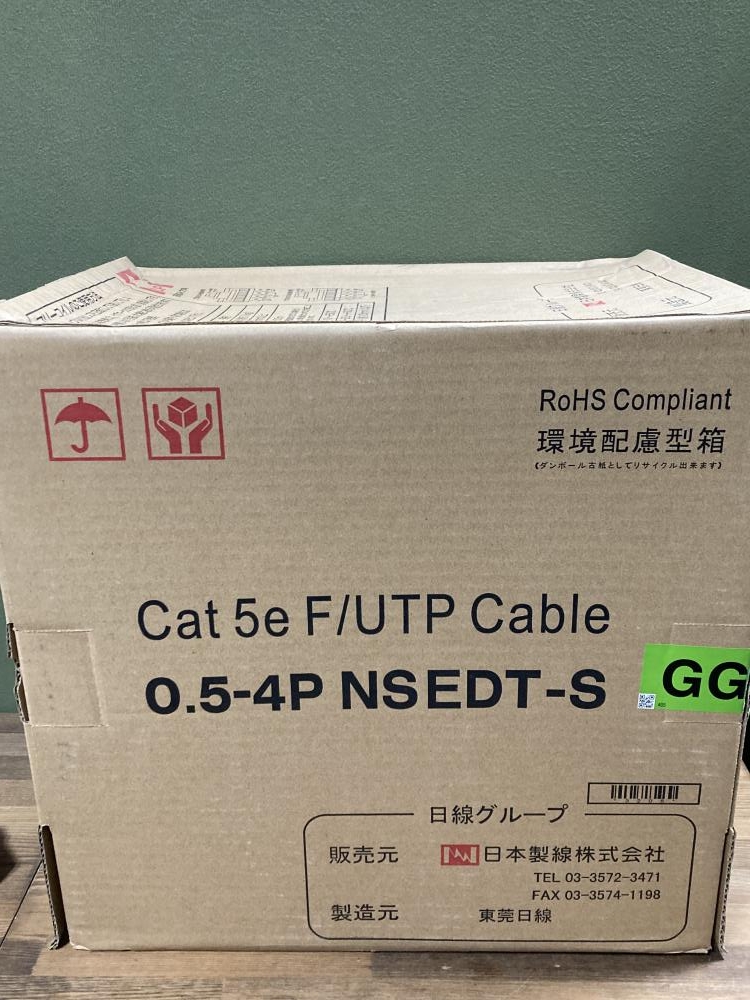 RoHS Compliant
環境配慮型箱
(ダンボール古紙としてリサイクル出来ます)
Cat 5e F/UTP Cable
0.5-4P NSEDT-S
GG
日線グループ
販売元 日本製線株式会社
TEL 03-3572-3471
FAX 03-3574-1198
製造元 東莞日線